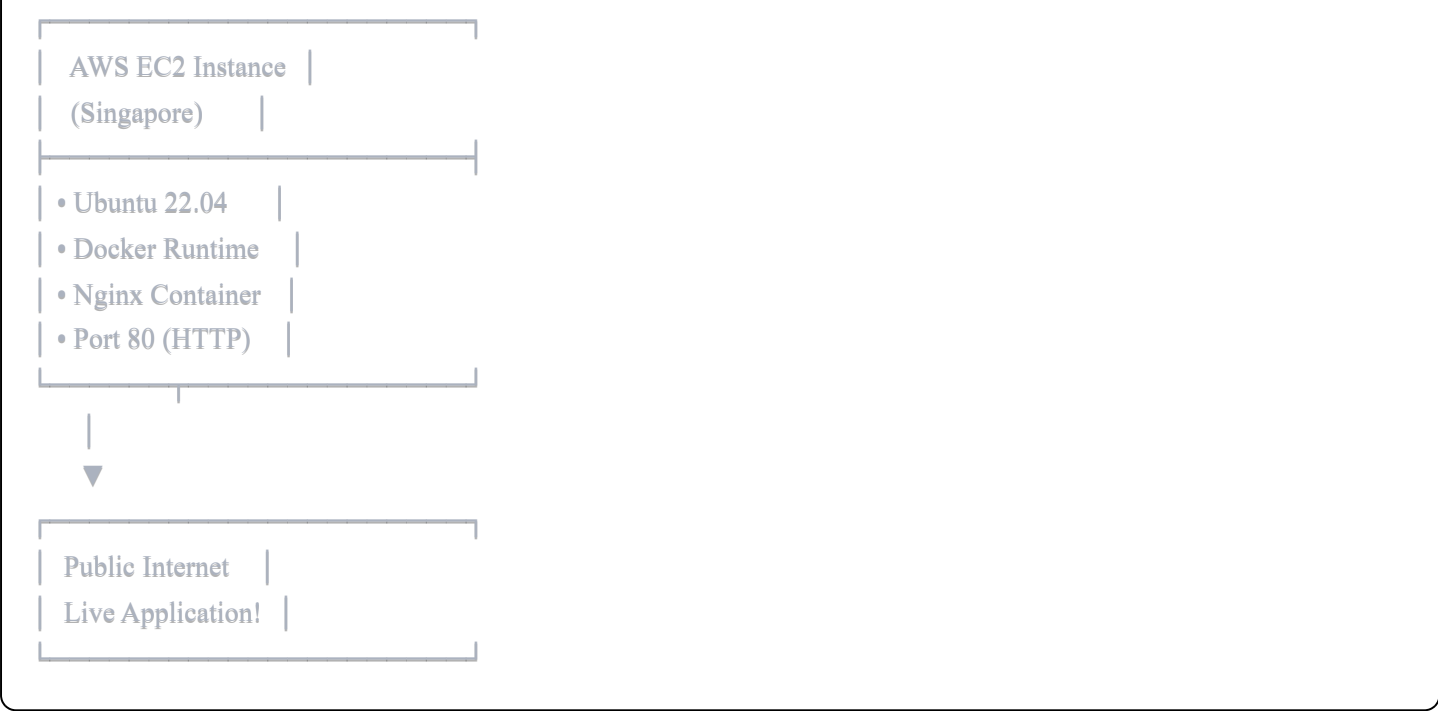 AWS EC2 Instance
(Singapore)
• Ubuntu 22.04
• Docker Runtime
• Nginx Container
• Port 80 (HTTP)
▼
Public Internet
Live Application!